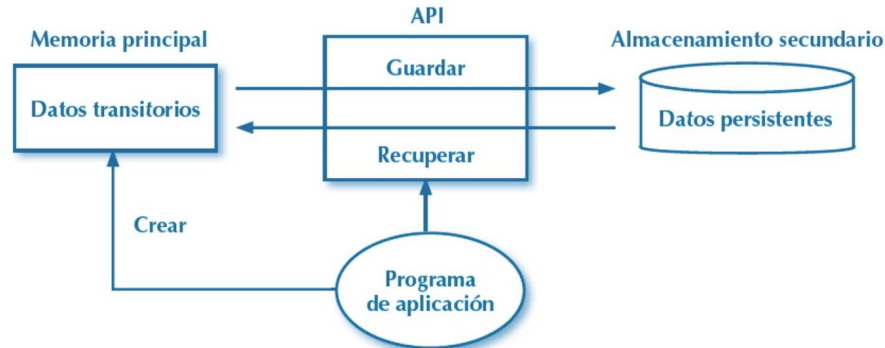 API
Memoria principal
Almacenamiento secundario
Guardar
Datos transitorios
Datos persistentes
Recuperar
Crear
Programa
de aplicación